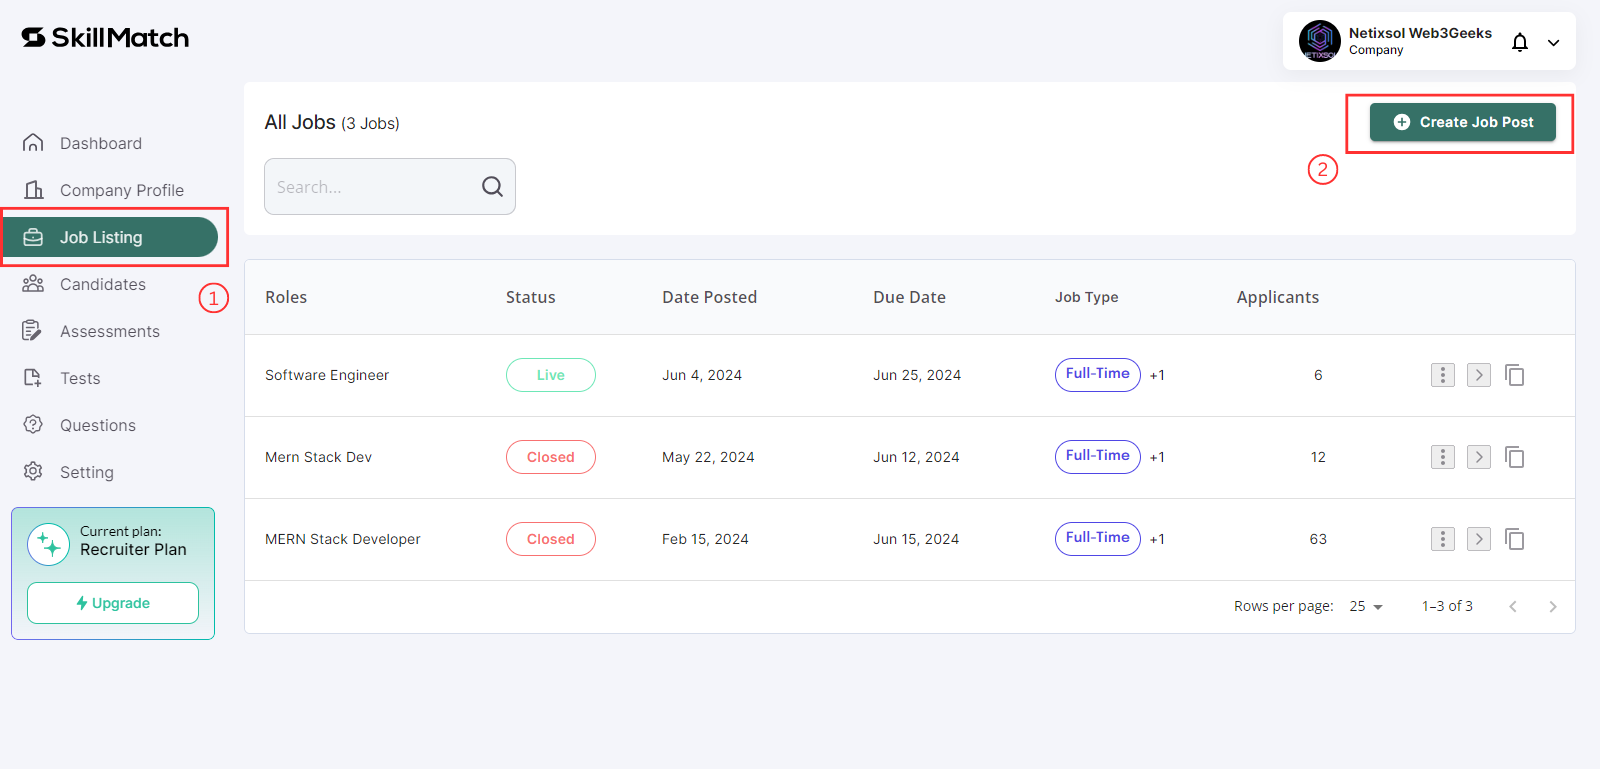 SkillMatch
Netixsol Web3Geeks
Company
NETIXSOL
Dashboard
Company Profile
Job Listing
1
Candidates
Assessments
Tests
Questions
Setting
Current plan:
Recruiter Plan
Upgrade
All Jobs (3 Jobs)
Create Job Post
2
Search...
Roles Status Date Posted Due Date Job Type Applicants
Software Engineer Live Jun 4, 2024 Jun 25, 2024 Full-Time +1 6
Mern Stack Dev Closed May 22, 2024 Jun 12, 2024 Full-Time +1 12
MERN Stack Developer Closed Feb 15, 2024 Jun 15, 2024 Full-Time +1 63
Rows per page: 25 1–3 of 3